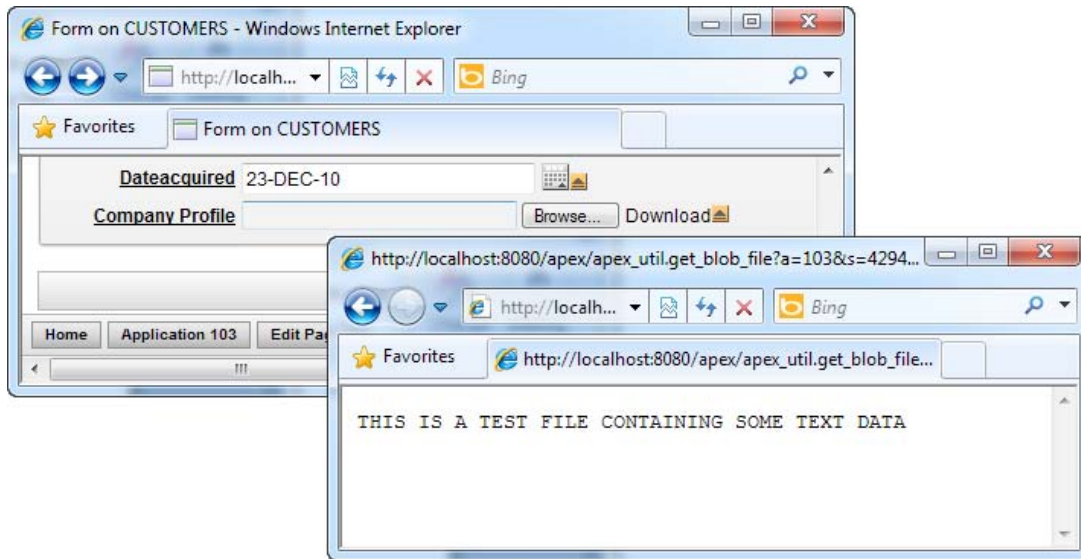 Form on CUSTOMERS - Windows Internet Explorer
http://localh...
Bing
Favorites
Form on CUSTOMERS
Dateacquired 23-DEC-10
Company Profile Browse... Download
Home Application 103
http://localhost:8080/apex/apex_util.get_blob_file?a=103&s=4294...
http://localh...
Bing
Favorites
http://localhost:8080/apex/apex_util.get_blob_file...
THIS IS A TEST FILE CONTAINING SOME TEXT DATA